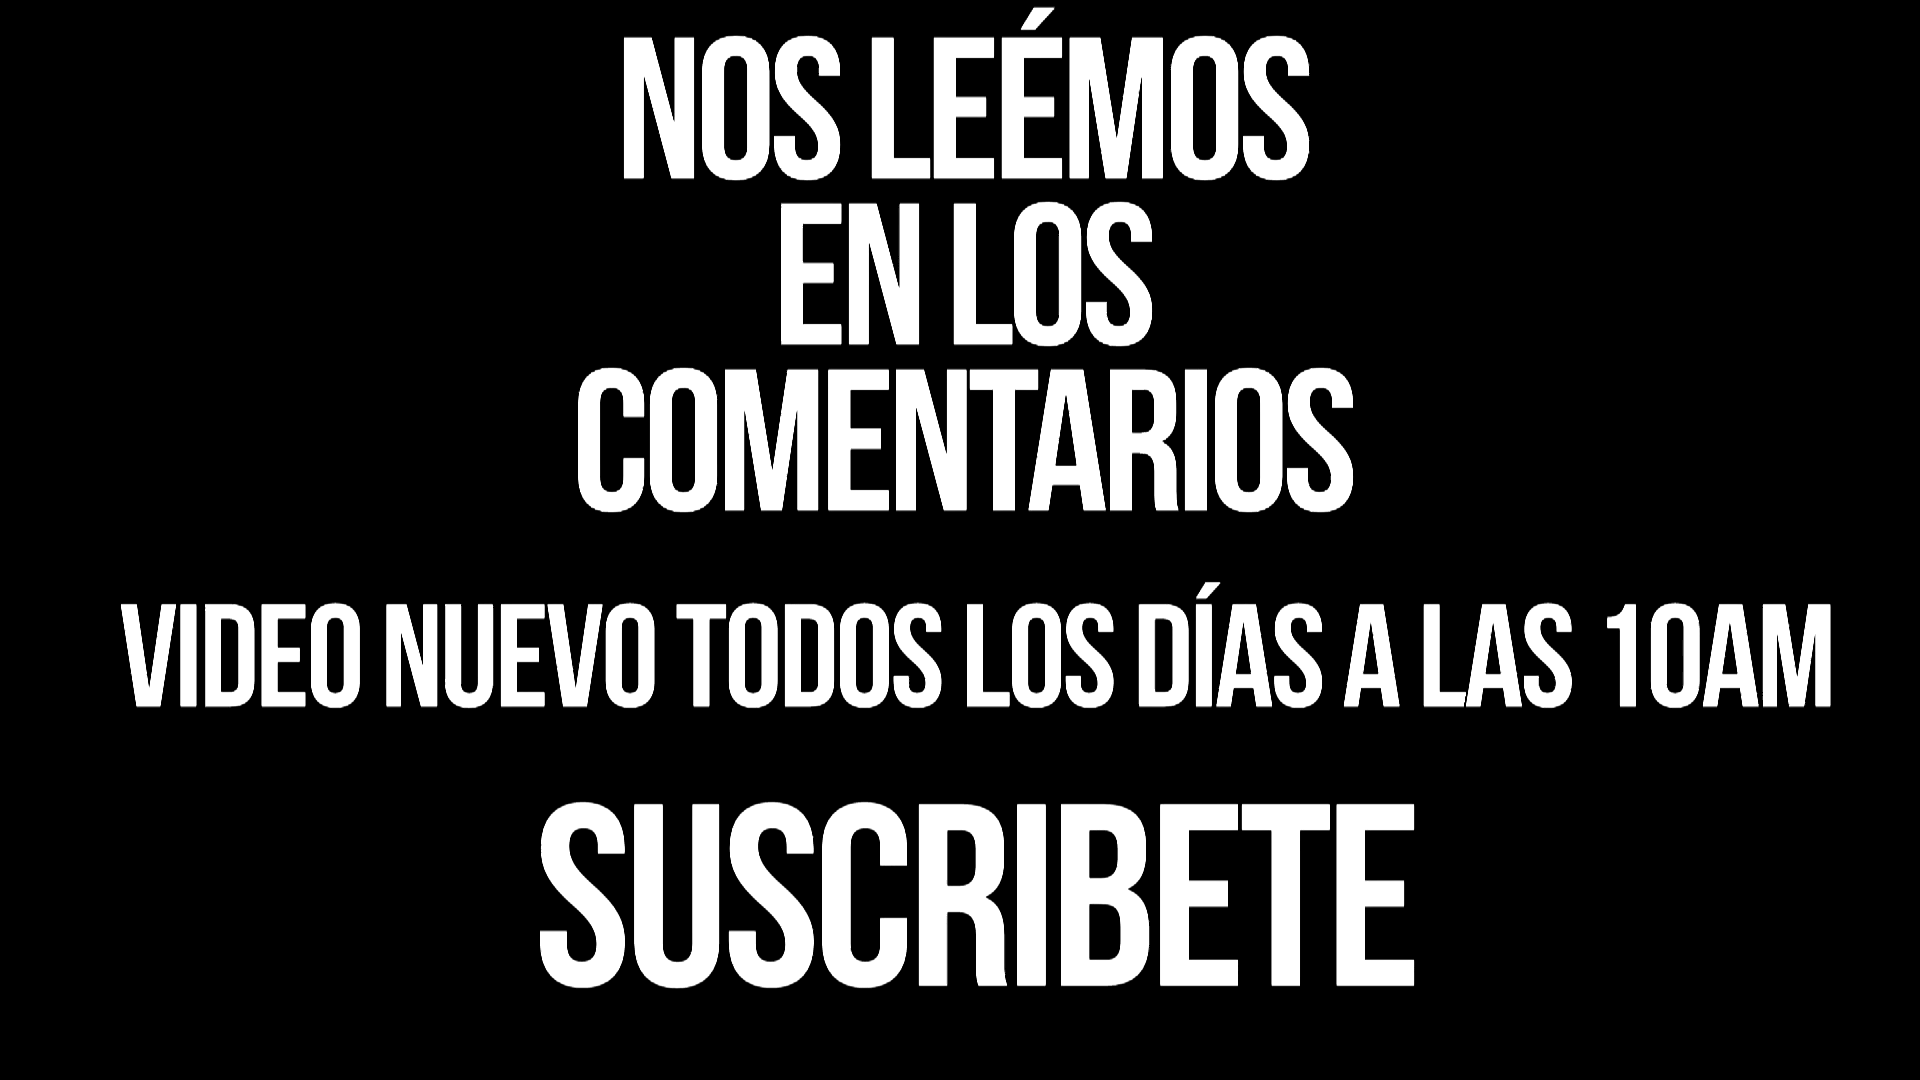 NOS LEÉMOS
EN LOS
COMENTARIOS
VIDEO NUEVO TODOS LOS DÍAS A LAS 10AM
SUSCRIBETE